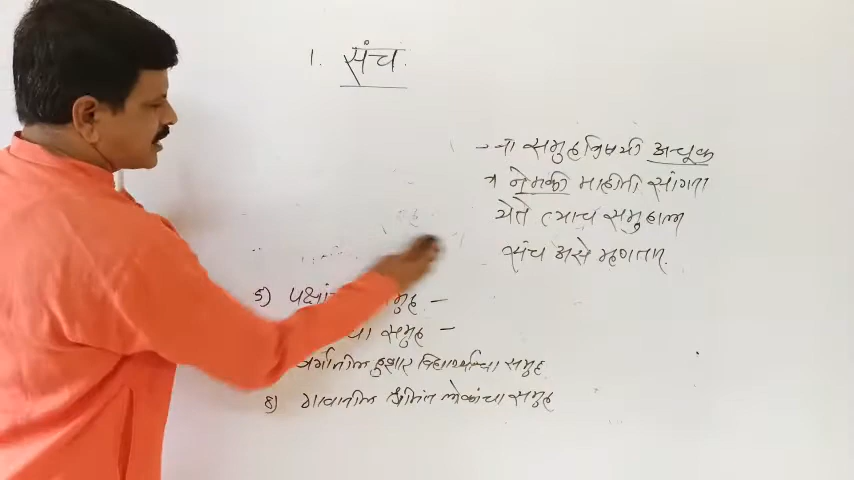 1. संच
ज्या समुहाविषयी अचूक
व नेमकी माहीती सांगता
येते त्याच समुहाला
संच असे म्हणतात.
5) पक्षांचा समुह –
चा समुह –
वर्गातील हुशार विद्यार्थ्यांचा समुह
8) गावातील श्रीमंत लोकांचा समुह